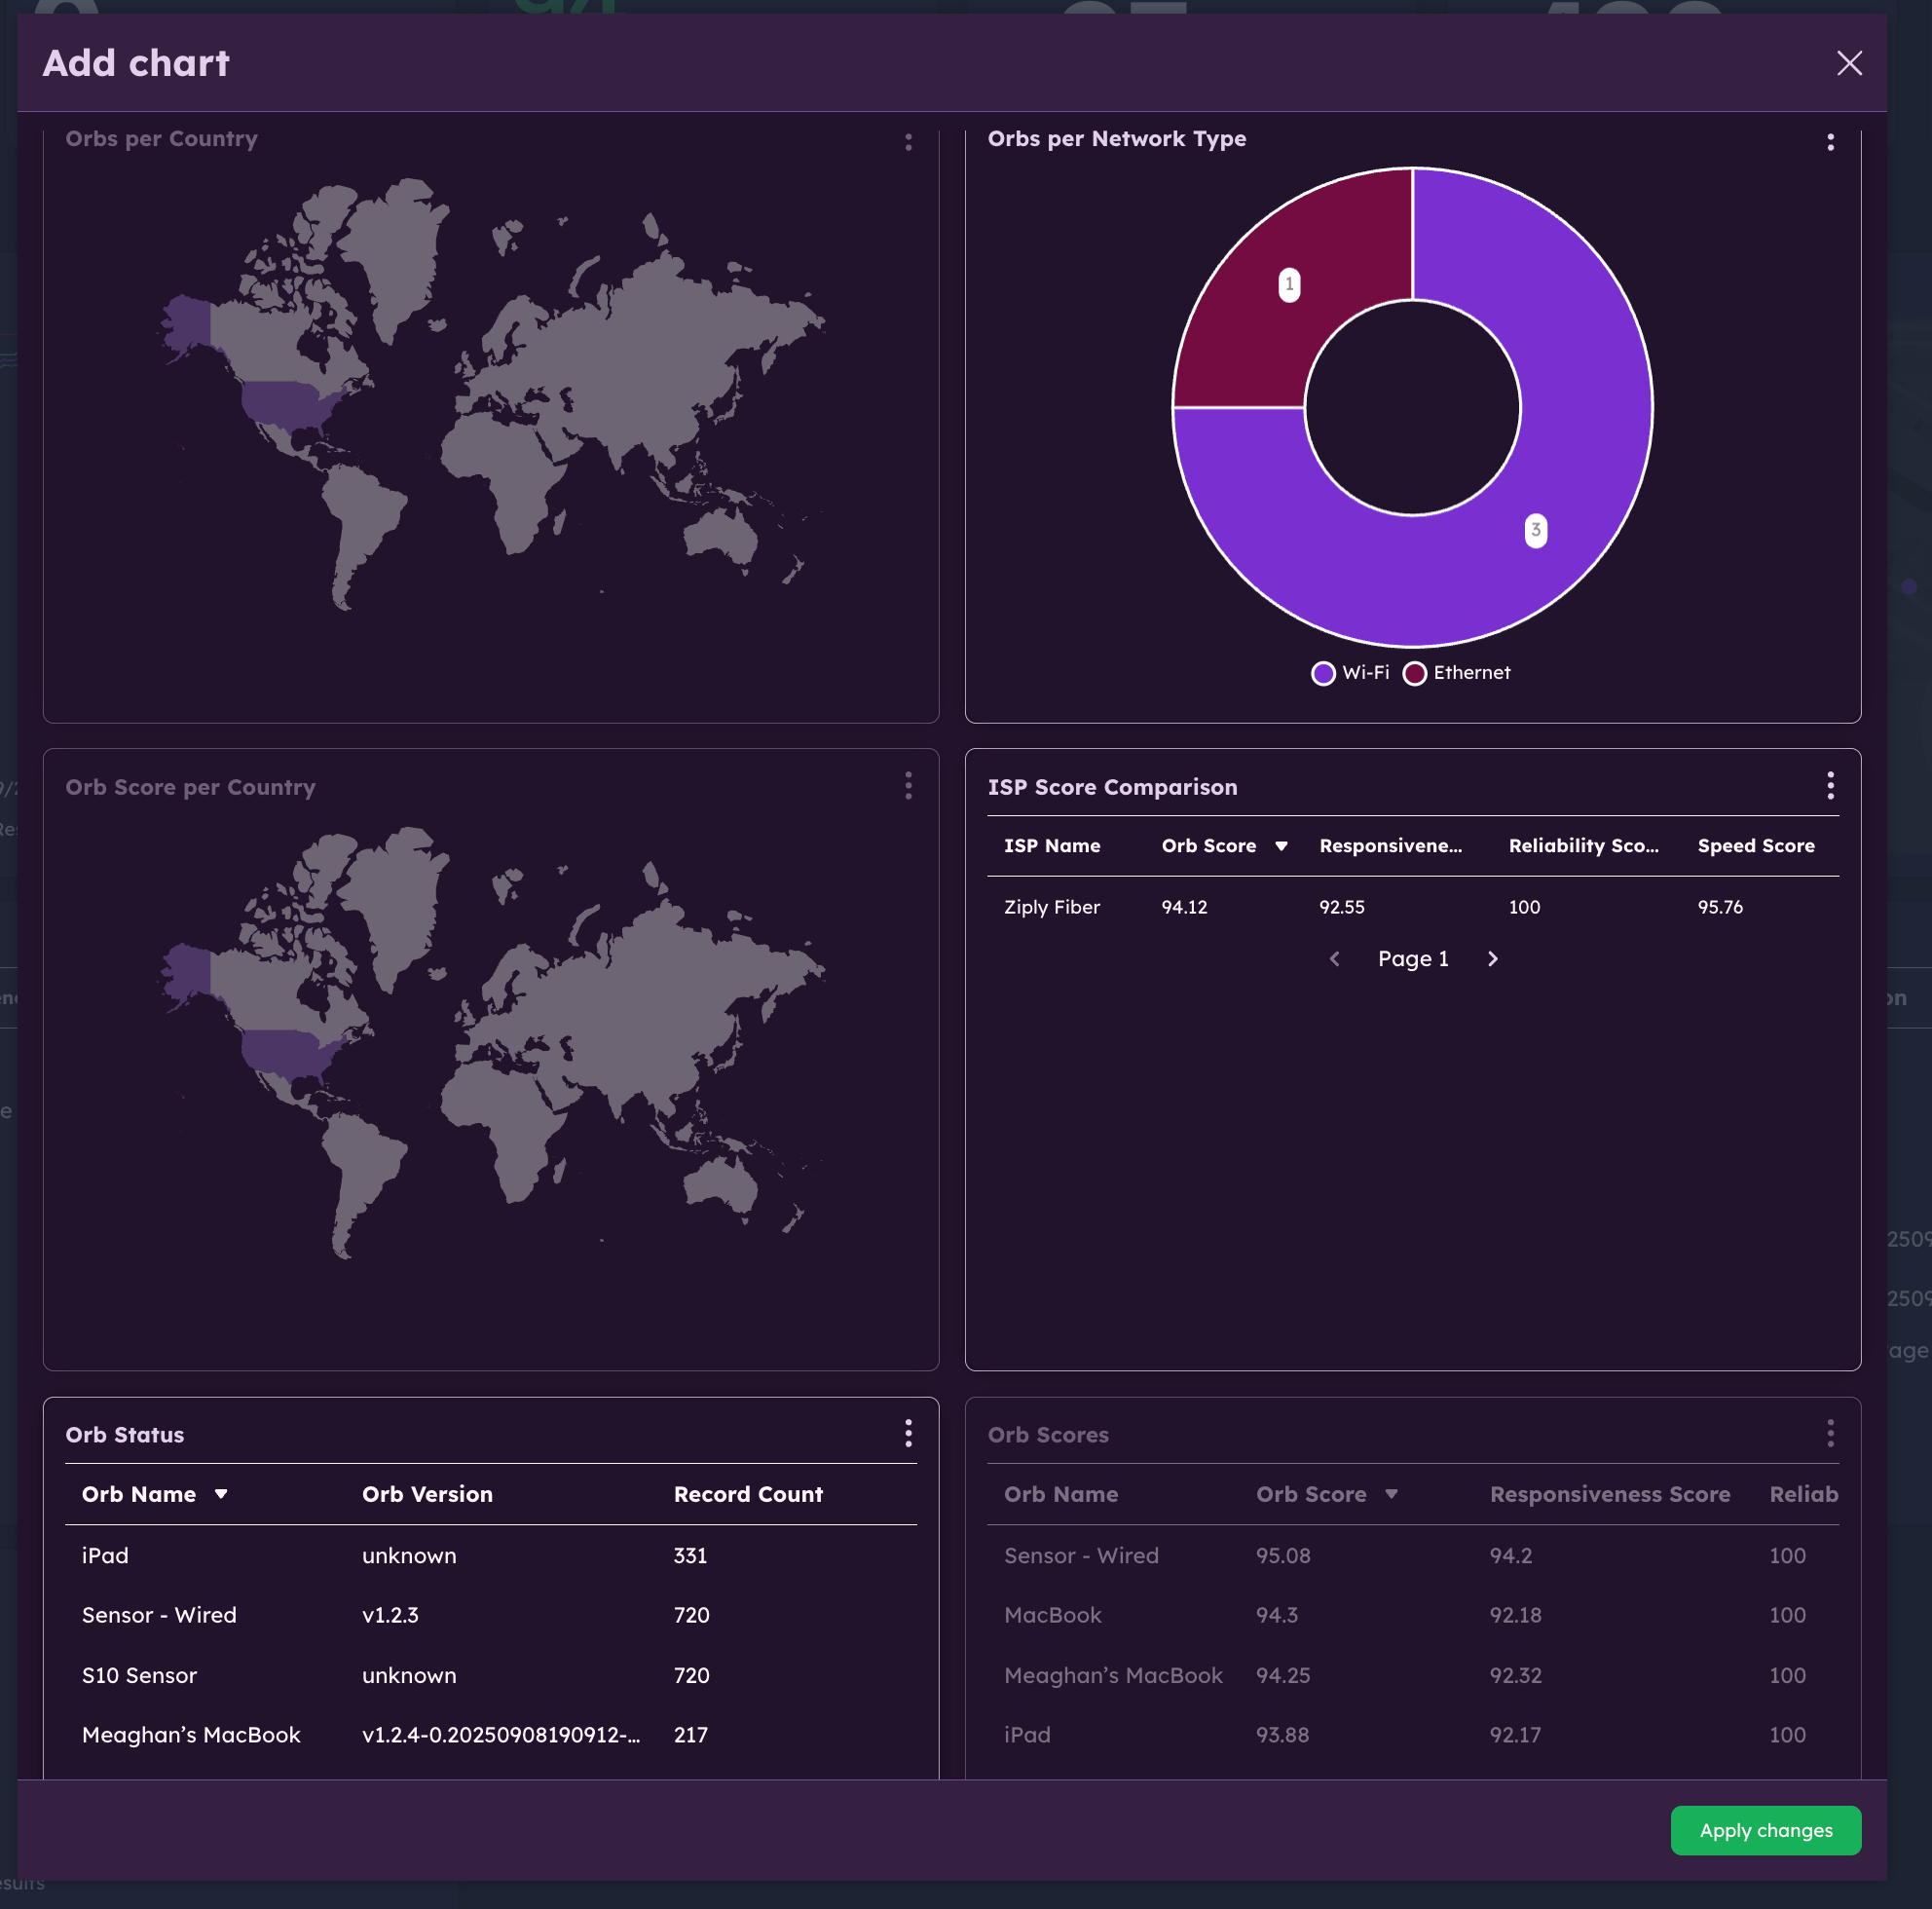 Add chart
Orbs per Country
Orbs per Network Type
1
3
Wi-Fi Ethernet
Orb Score per Country
ISP Score Comparison
ISP Name Orb Score Responsivene... Reliability Sco... Speed Score
Ziply Fiber 94.12 92.55 100 95.76
Page 1
Orb Status
Orb Name Orb Version Record Count
iPad unknown 331
Sensor - Wired v1.2.3 720
S10 Sensor unknown 720
Meaghan’s MacBook v1.2.4-0.20250908190912-... 217
Orb Scores
Orb Name Orb Score Responsiveness Score Reliab
Sensor - Wired 95.08 94.2 100
MacBook 94.3 92.18 100
Meaghan’s MacBook 94.25 92.32 100
iPad 93.88 92.17 100
Apply changes